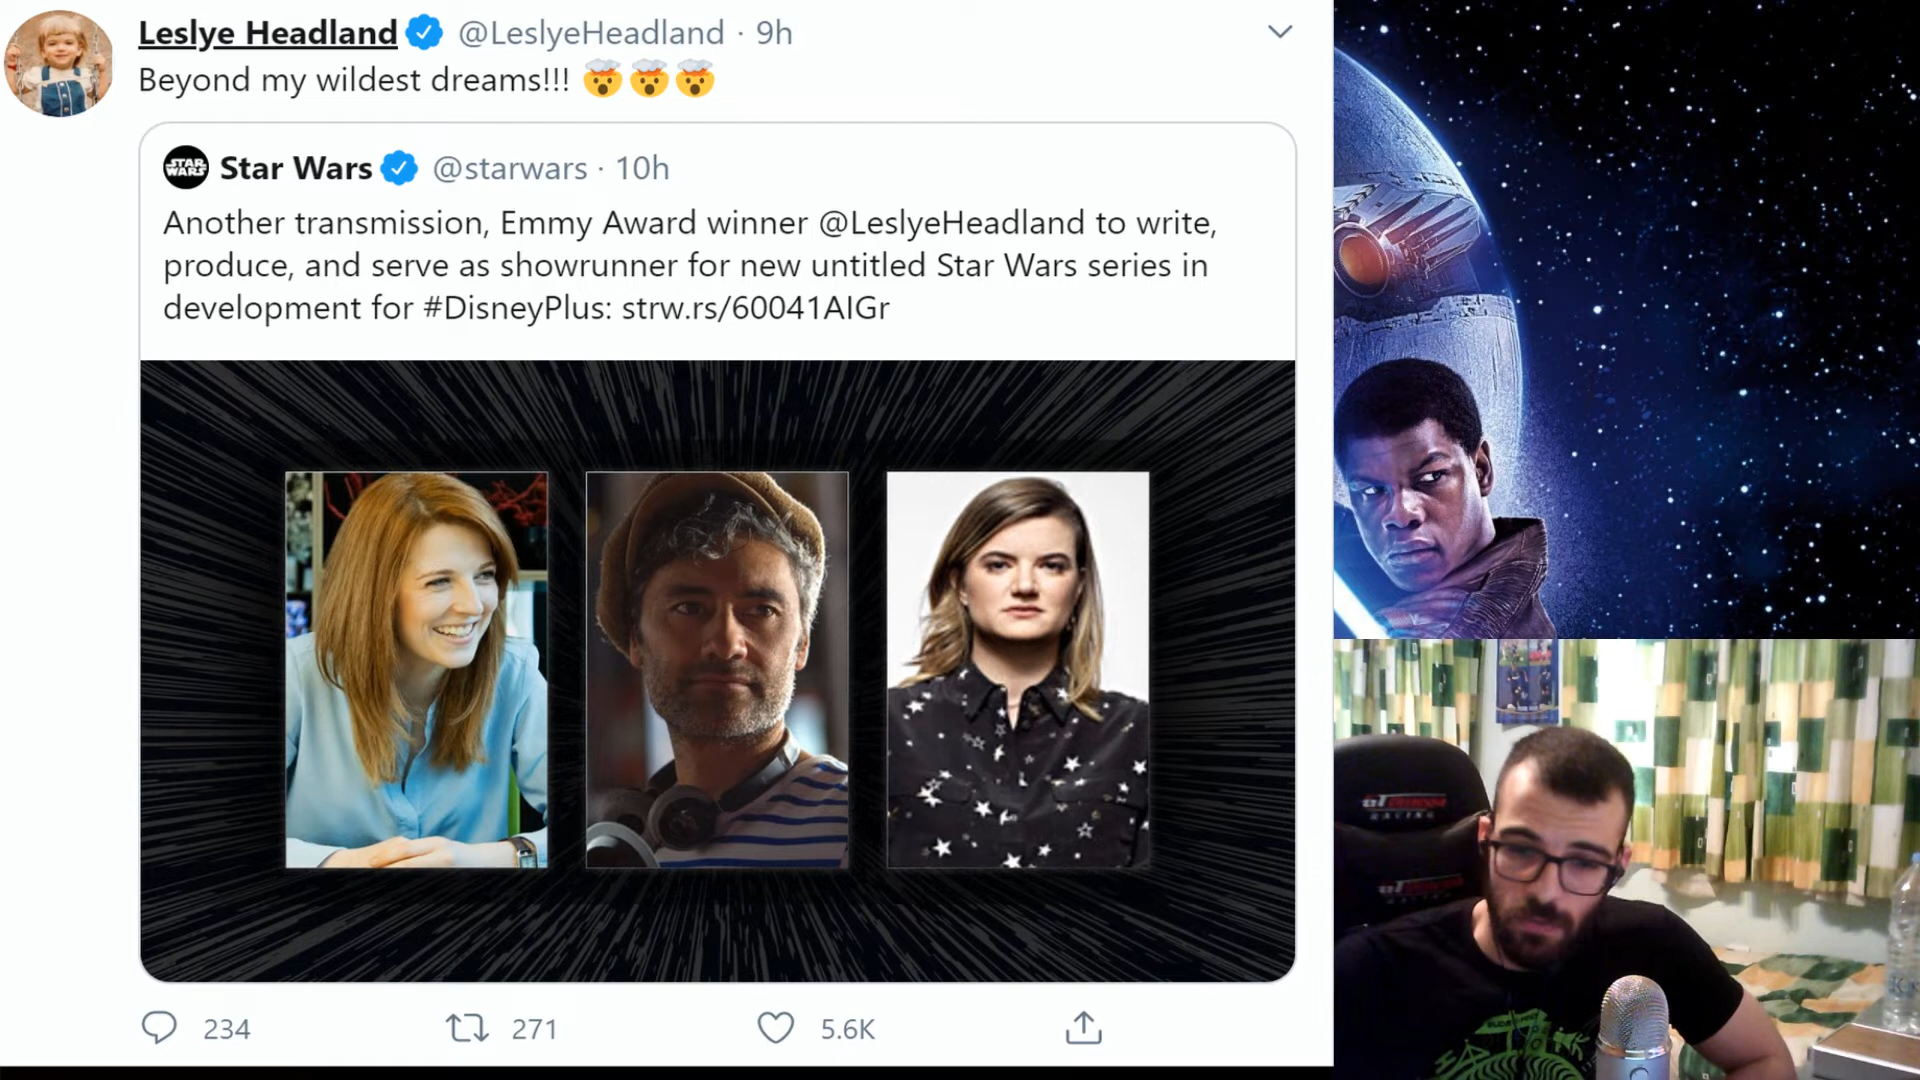 Leslye Headland @LeslyeHeadland · 9h
Beyond my wildest dreams!!! 🤯🤯🤯
STAR WARS
Star Wars @starwars · 10h
Another transmission, Emmy Award winner @LeslyeHeadland to write,
produce, and serve as showrunner for new untitled Star Wars series in
development for #DisneyPlus: strw.rs/60041AIGr
234 271 5.6K